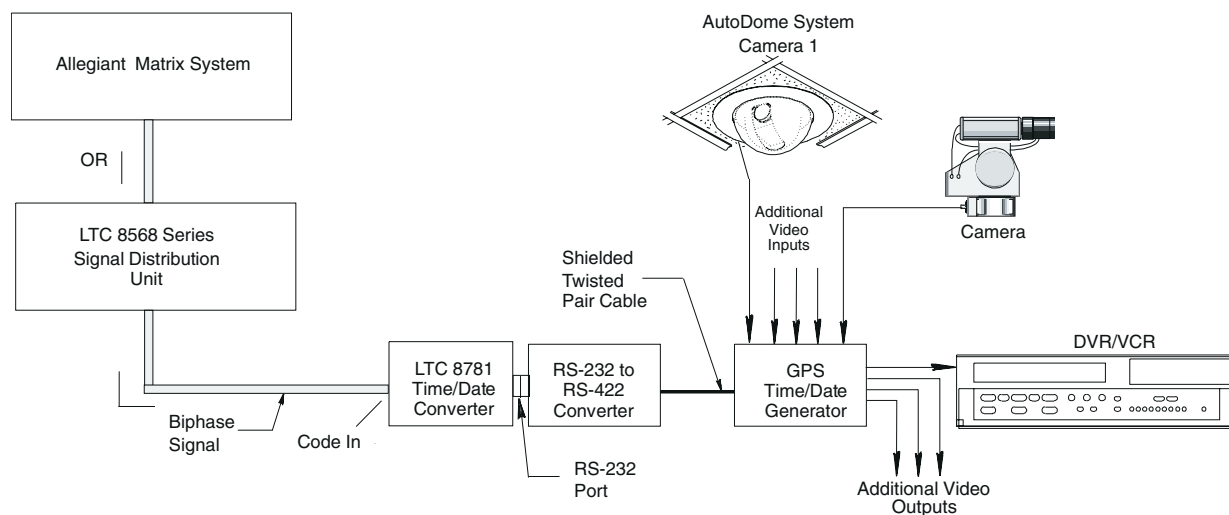 AutoDome System
Camera 1
Allegiant Matrix System
OR
LTC 8568 Series
Signal Distribution
Unit
Additional
Video
Inputs
Camera
Shielded
Twisted
Pair Cable
DVR/VCR
LTC 8781
Time/Date
Converter
RS-232 to
RS-422
Converter
GPS
Time/Date
Generator
Biphase
Signal
Code In
RS-232
Port
Additional Video
Outputs